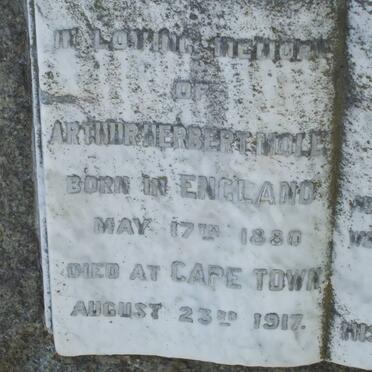 IN LOVING MEMORY
OF
ARTHUR HERBERT MOLE
BORN IN ENGLAND
MAY 17TH 1880
DIED AT CAPE TOWN
AUGUST 23RD 1917.